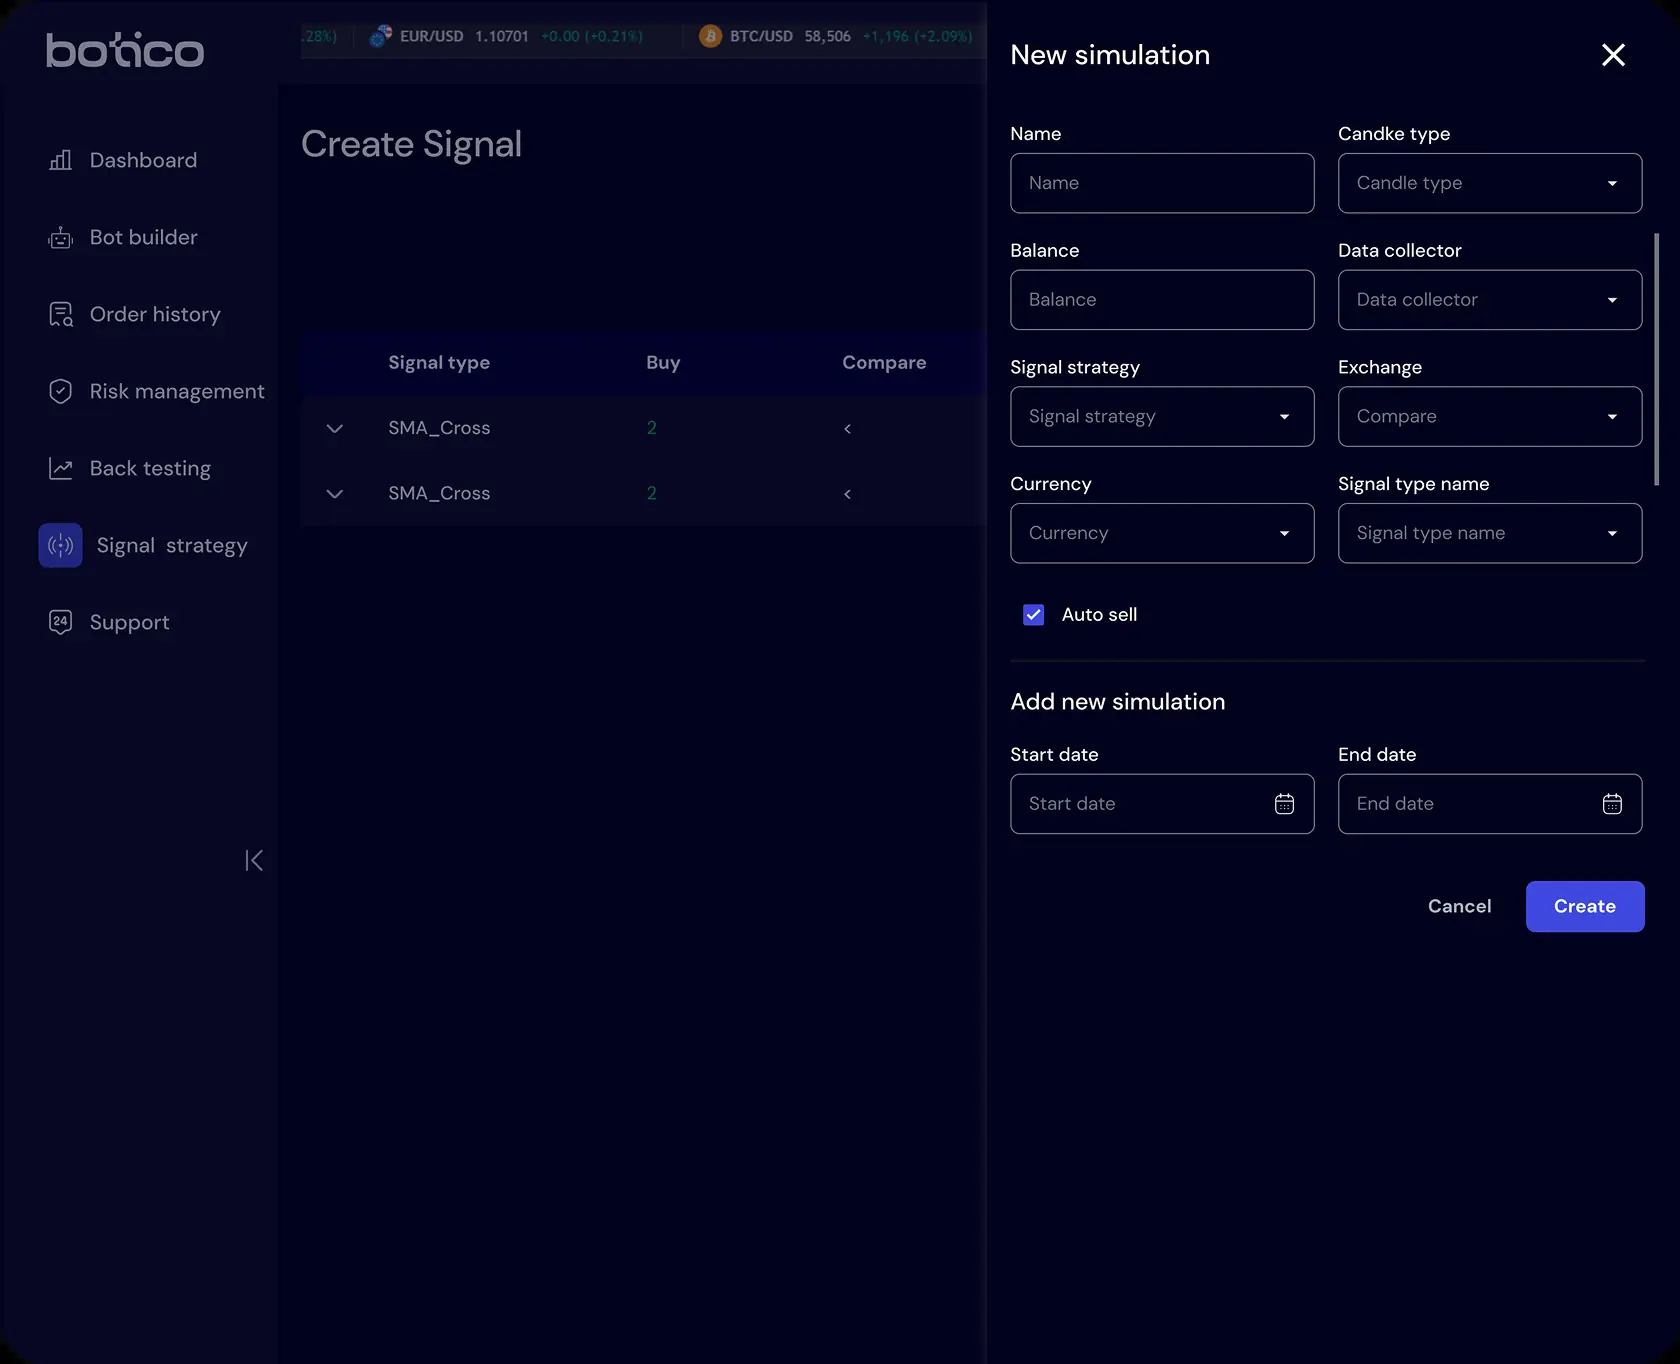 botico
.28%) EUR/USD 1.10701 +0.00 (+0.21%) BTC/USD 58,506 +1,196 (+2.09%)
Dashboard
Bot builder
Order history
Risk management
Back testing
Signal strategy
24
Support
Create Signal
Signal type Buy Compare
SMA_Cross 2 <
SMA_Cross 2 <
New simulation
Name Candke type
Name Candle type
Balance Data collector
Balance Data collector
Signal strategy Exchange
Signal strategy Compare
Currency Signal type name
Currency Signal type name
Auto sell
Add new simulation
Start date End date
Start date End date
Cancel Create